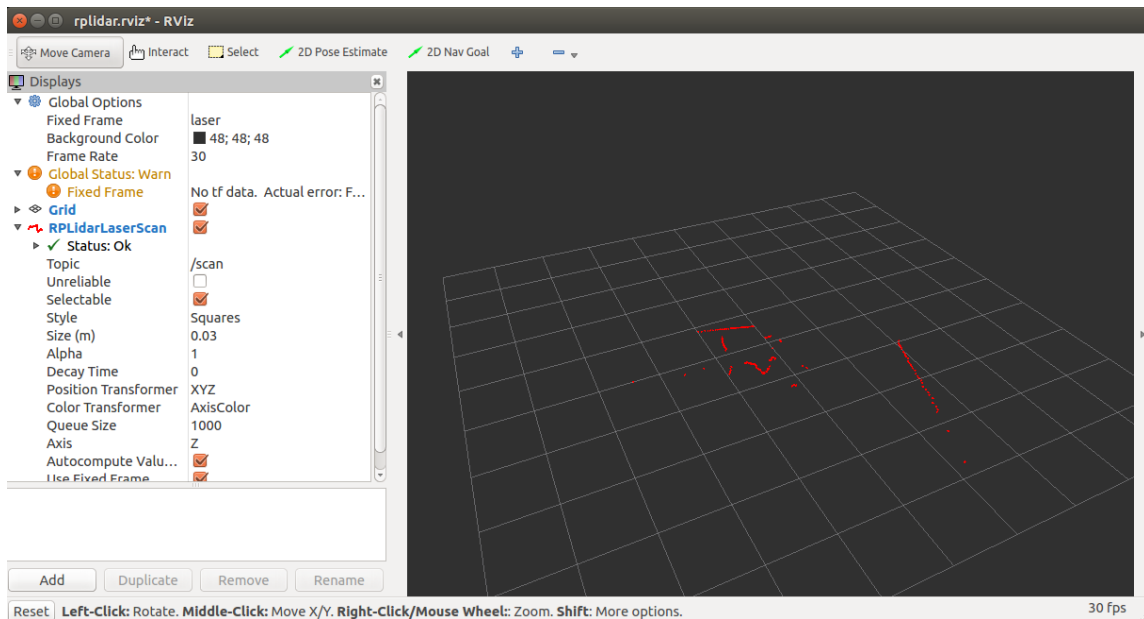 rplidar.rviz* - RViz
Move Camera Interact Select 2D Pose Estimate 2D Nav Goal
Displays
Global Options
Fixed Frame laser
Background Color 48; 48; 48
Frame Rate 30
Global Status: Warn
Fixed Frame No tf data. Actual error: F...
Grid
RPLidarLaserScan
Status: Ok
Topic /scan
Unreliable
Selectable
Style Squares
Size (m) 0.03
Alpha 1
Decay Time 0
Position Transformer XYZ
Color Transformer AxisColor
Queue Size 1000
Axis Z
Autocompute Valu...
Use Fixed Frame
Add Duplicate Remove Rename
Reset Left-Click: Rotate. Middle-Click: Move X/Y. Right-Click/Mouse Wheel:: Zoom. Shift: More options. 30 fps